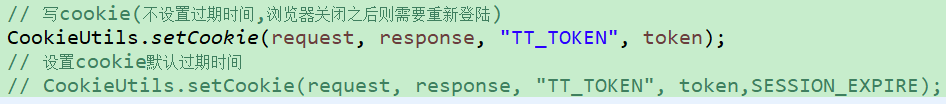 // 写cookie(不设置过期时间,浏览器关闭之后则需要重新登陆)
CookieUtils.setCookie(request, response, "TT_TOKEN", token);
// 设置cookie默认过期时间
// CookieUtils.setCookie(request, response, "TT_TOKEN", token,SESSION_EXPIRE);